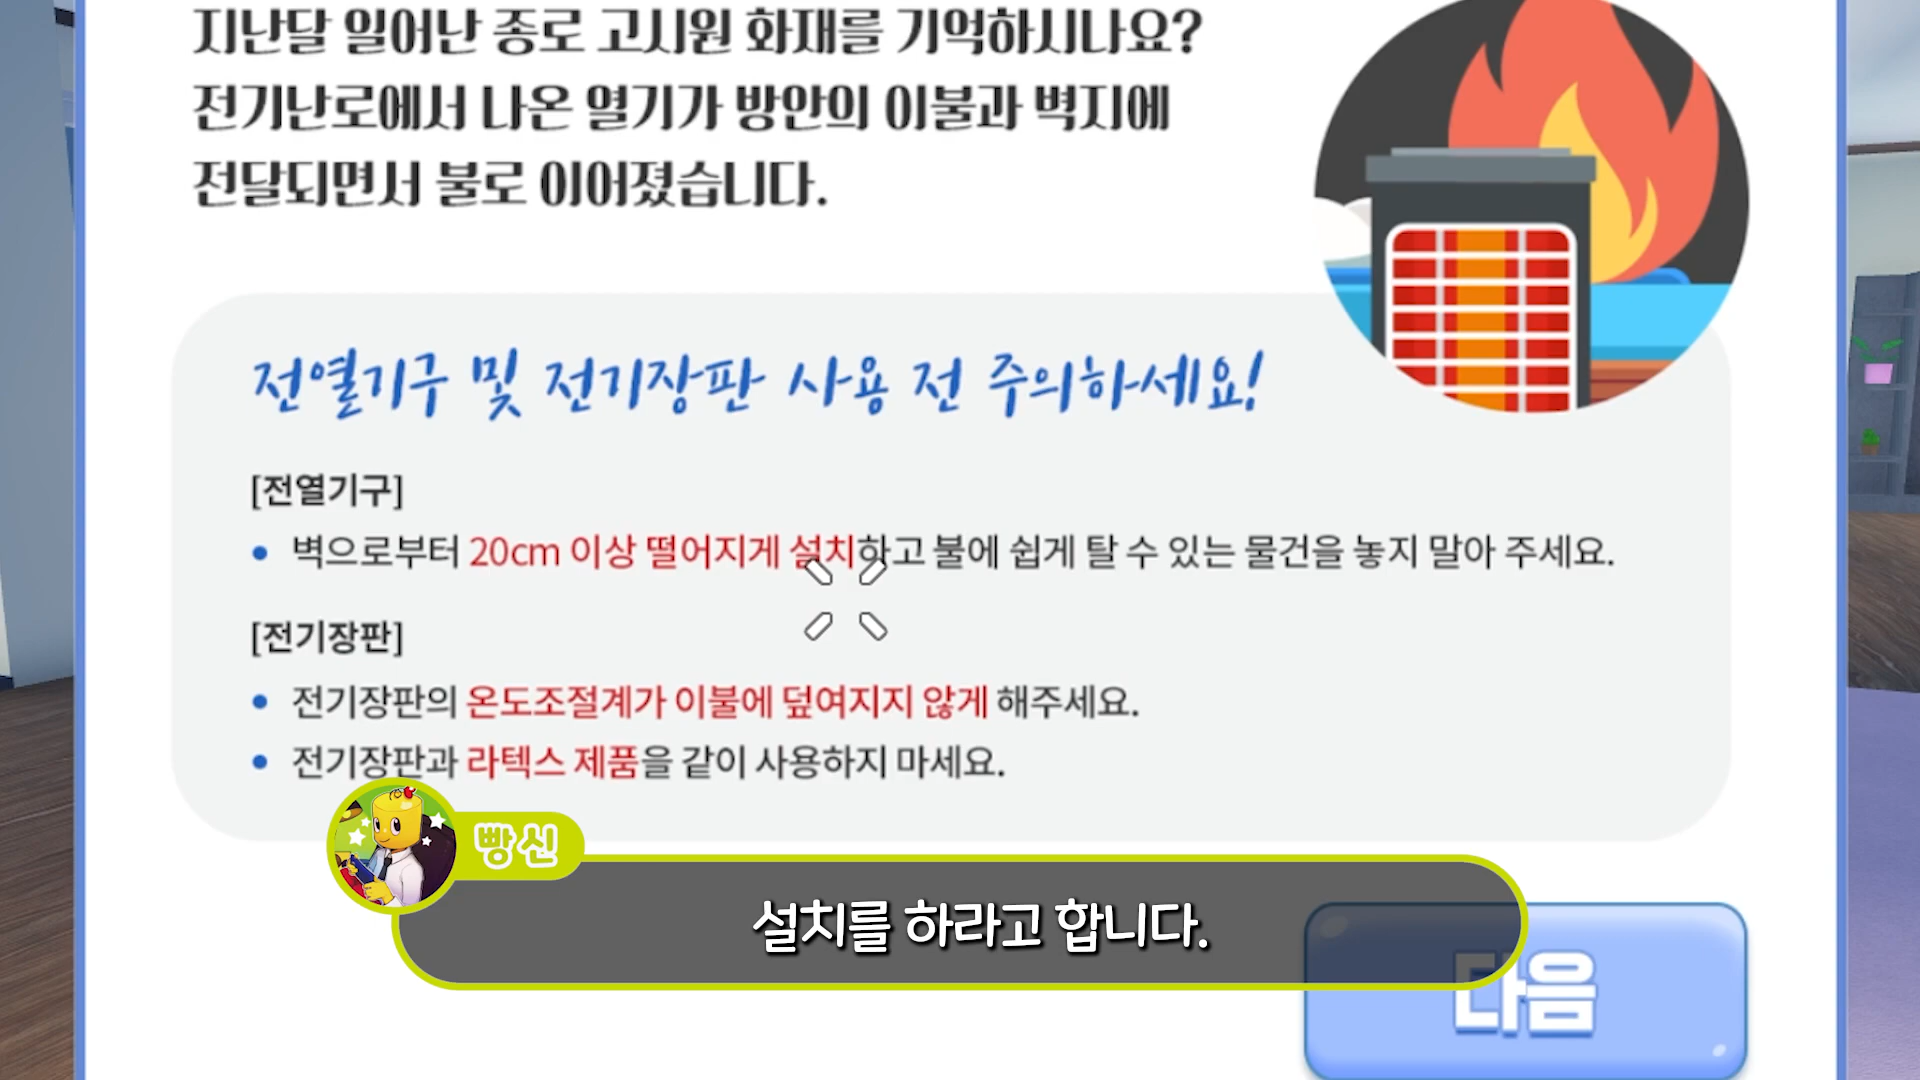 지난달 일어난 종로 고시원 화재를 기억하시나요?
전기난로에서 나온 열기가 방안의 이불과 벽지에
전달되면서 불로 이어졌습니다.
전열기구 및 전기장판 사용 전 주의하세요!
[전열기구]
• 벽으로부터 20cm 이상 떨어지게 설치하고 불에 쉽게 탈 수 있는 물건을 놓지 말아 주세요.
[전기장판]
• 전기장판의 온도조절계가 이불에 덮여지지 않게 해주세요.
• 전기장판과 라텍스 제품을 같이 사용하지 마세요.
빵신
설치를 하라고 합니다.
다음